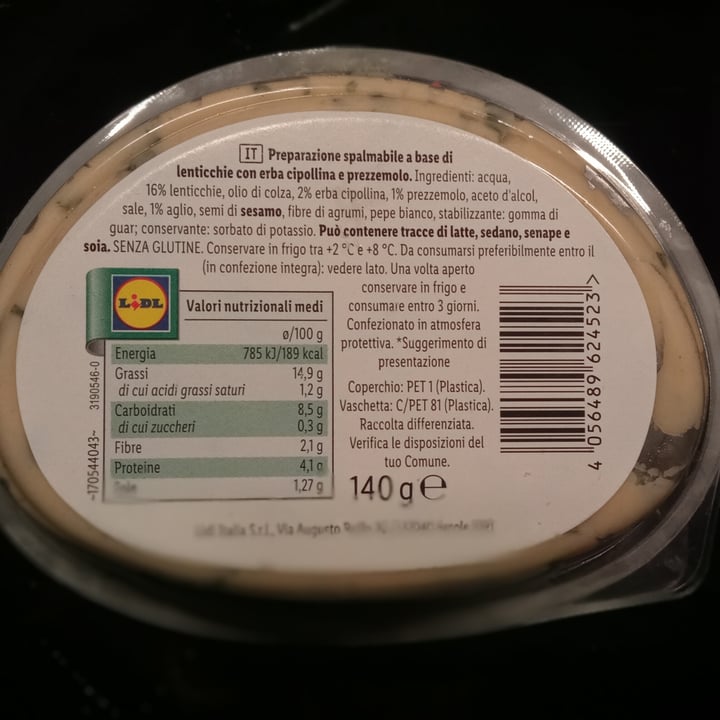 IT Preparazione spalmabile a base di
lenticchie con erba cipollina e prezzemolo. Ingredienti: acqua,
16% lenticchie, olio di colza, 2% erba cipollina, 1% prezzemolo, aceto d'alcol,
sale, 1% aglio, semi di sesamo, fibre di agrumi, pepe bianco, stabilizzante: gomma di
guar; conservante: sorbato di potassio. Può contenere tracce di latte, sedano, senape e
soia. SENZA GLUTINE. Conservare in frigo tra +2 °C e +8 °C. Da consumarsi preferibilmente entro il
(in confezione integra): vedere lato. Una volta aperto
conservare in frigo e
consumare entro 3 giorni.
Confezionato in atmosfera
protettiva. *Suggerimento di
presentazione
Coperchio: PET 1 (Plastica).
Vaschetta: C/PET 81 (Plastica).
Raccolta differenziata.
Verifica le disposizioni del
tuo Comune.
140 g e
LIDL
Valori nutrizionali medi
ø/100 g
Energia 785 kJ/189 kcal
Grassi 14,9 g
di cui acidi grassi saturi 1,2 g
Carboidrati 8,5 g
di cui zuccheri 0,3 g
Fibre 2,1 g
Proteine 4,1 g
Sale 1,27 g
~170544043~ 3190546-0
4 056489 624523 >
Lidl Italia S.r.l., Via Augusto